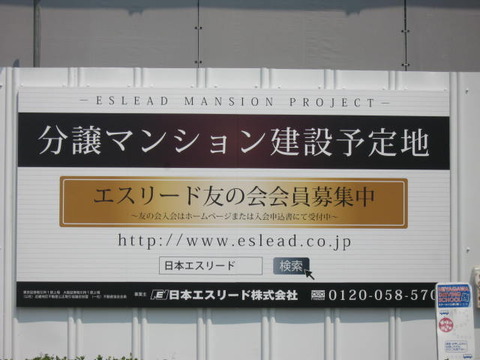 ESLEAD MANSION PROJECT
分譲マンション建設予定地
エスリード友の会会員募集中
～友の会入会はホームページまたは入会申込書にて受付中～
http://www.eslead.co.jp
日本エスリード 検索
日本エスリード株式会社 0120-058-570